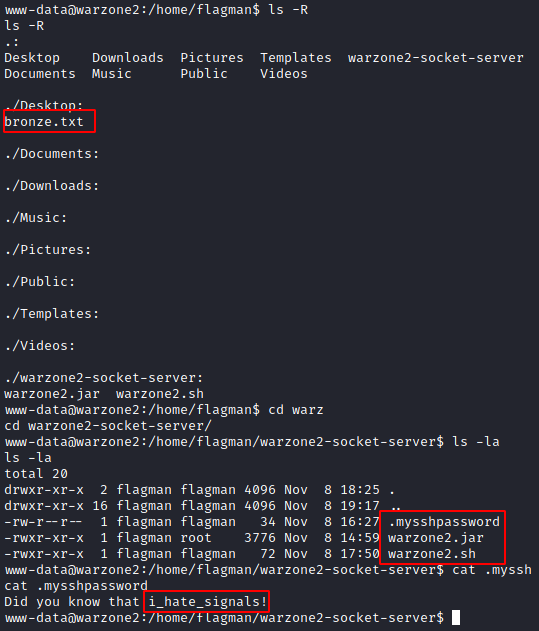 www-data@warzone2:/home/flagman$ ls -R
ls -R
.:
Desktop    Downloads  Pictures  Templates  warzone2-socket-server
Documents  Music      Public    Videos
./Desktop:
bronze.txt
./Documents:
./Downloads:
./Music:
./Pictures:
./Public:
./Templates:
./Videos:
./warzone2-socket-server:
warzone2.jar  warzone2.sh
www-data@warzone2:/home/flagman$ cd warz
cd warzone2-socket-server/
www-data@warzone2:/home/flagman/warzone2-socket-server$ ls -la
ls -la
total 20
drwxr-xr-x  2 flagman flagman 4096 Nov  8 18:25 .
drwxr-xr-x 16 flagman flagman 4096 Nov  8 19:17 ..
-rw-r--r--  1 flagman flagman   34 Nov  8 16:27 .mysshpassword
-rwxr-xr-x  1 flagman root    3776 Nov  8 14:59 warzone2.jar
-rwxr-xr-x  1 flagman flagman   72 Nov  8 17:50 warzone2.sh
www-data@warzone2:/home/flagman/warzone2-socket-server$ cat .myssh
cat .mysshpassword
Did you know that i_hate_signals!
www-data@warzone2:/home/flagman/warzone2-socket-server$